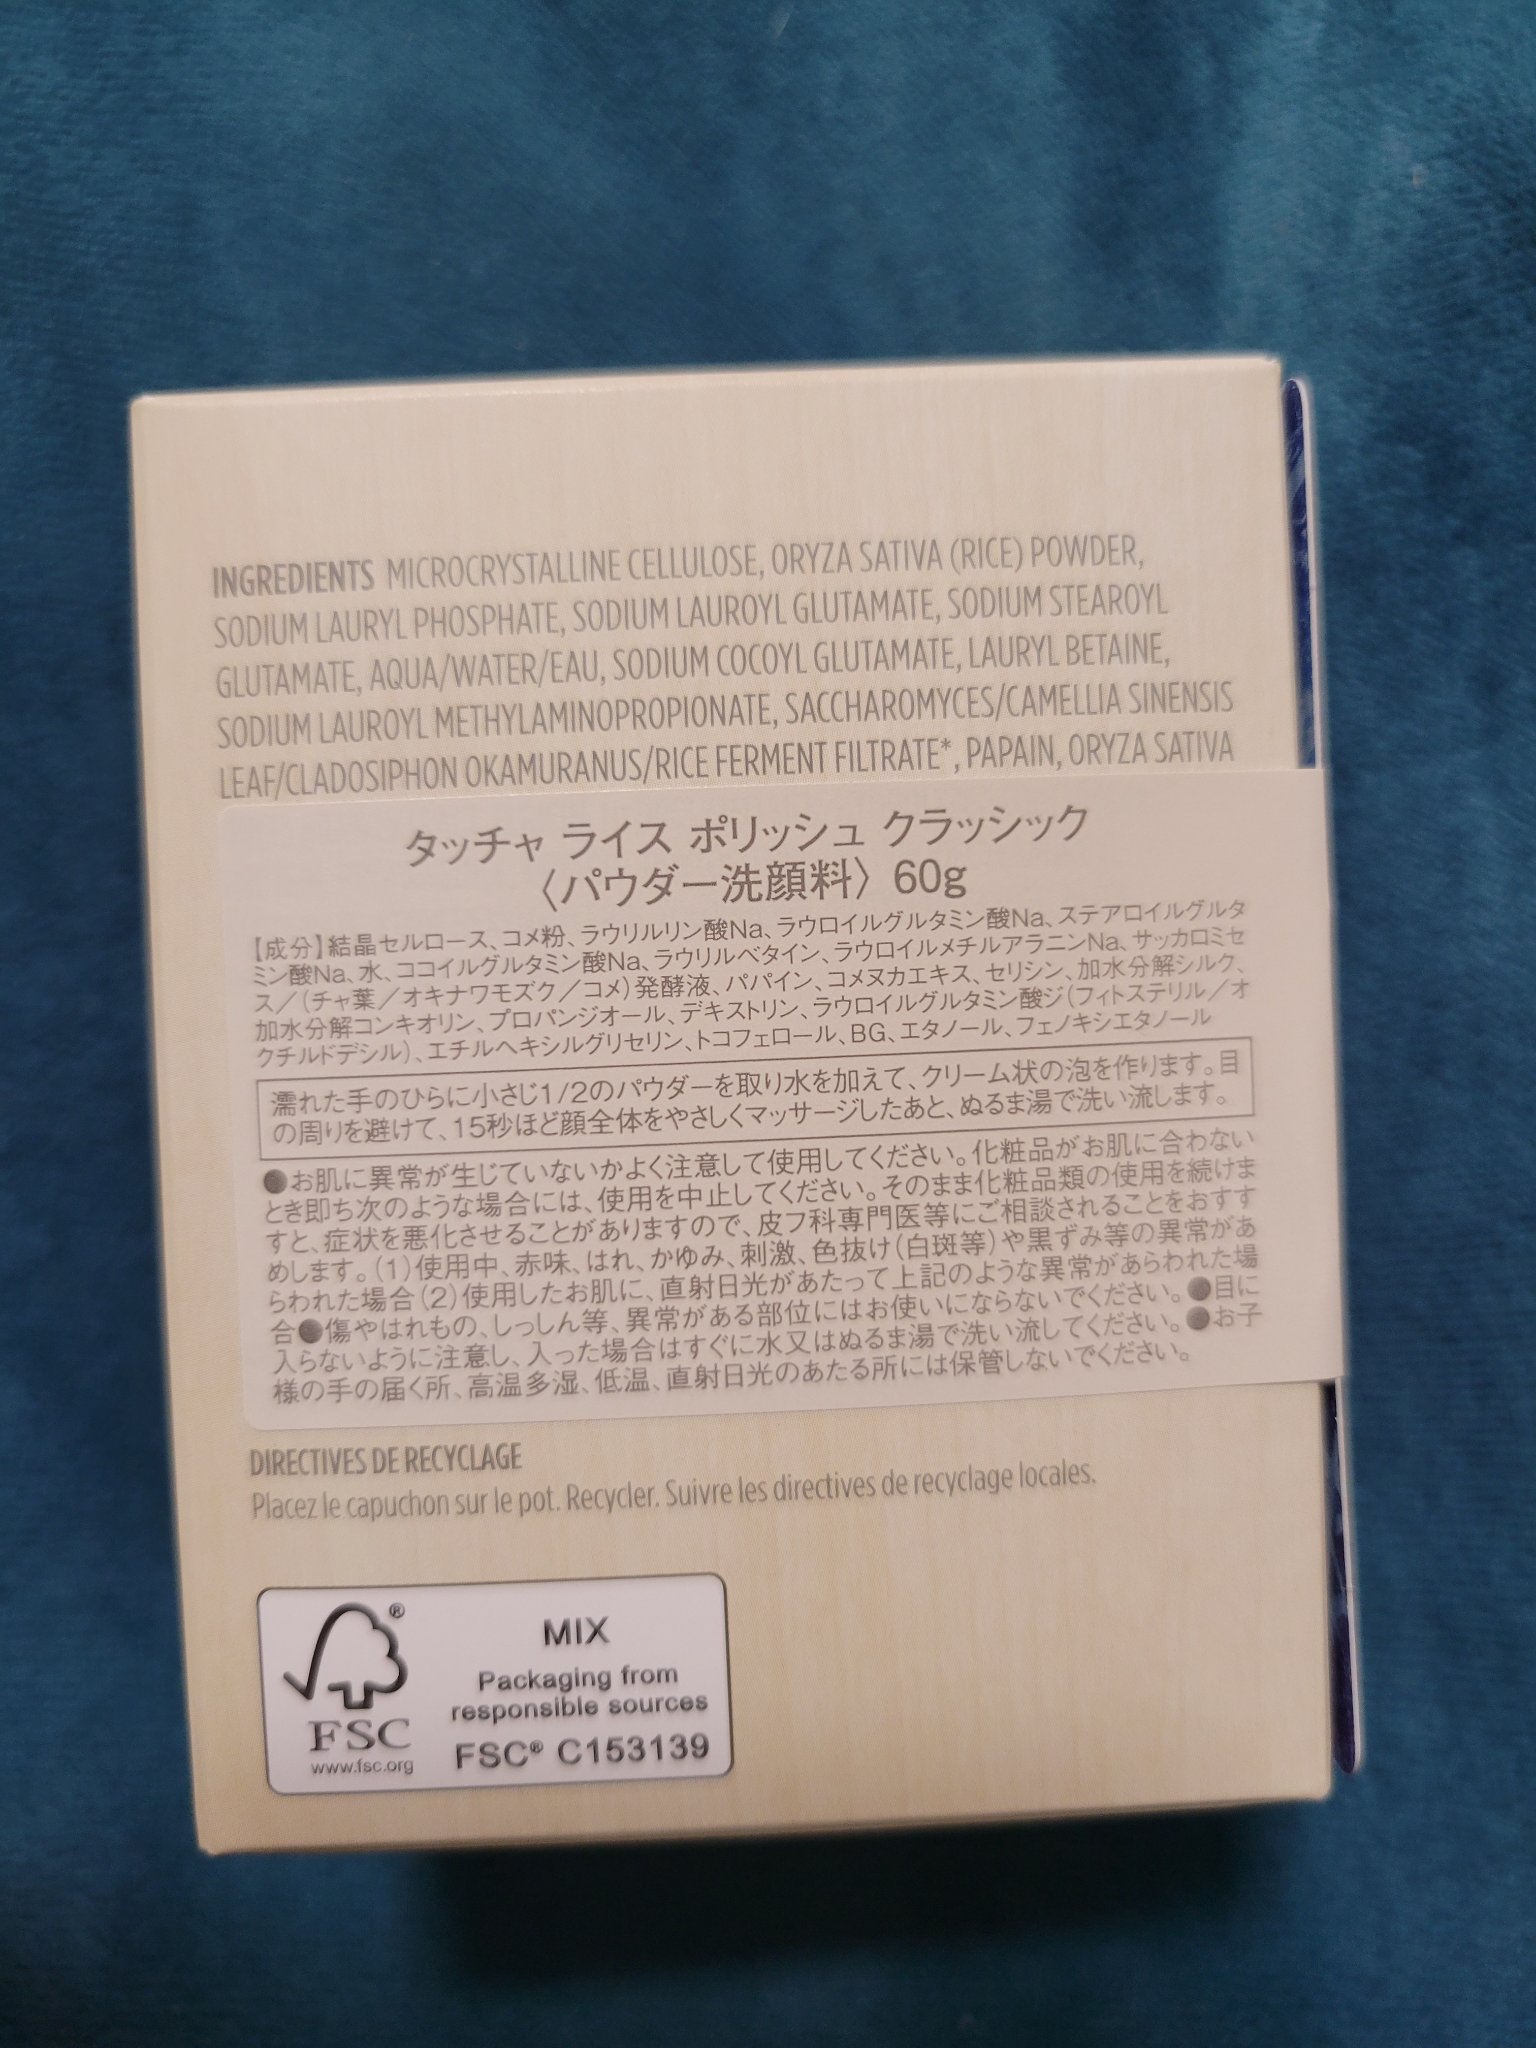 INGREDIENTS MICROCRYSTALLINE CELLULOSE, ORYZA SATIVA (RICE) POWDER,
SODIUM LAURYL PHOSPHATE, SODIUM LAUROYL GLUTAMATE, SODIUM STEAROYL
GLUTAMATE, AQUA/WATER/EAU, SODIUM COCOYL GLUTAMATE, LAURYL BETAINE,
SODIUM LAUROYL METHYLAMINOPROPIONATE, SACCHAROMYCES/CAMELLIA SINENSIS
LEAF/CLADOSIPHON OKAMURANUS/RICE FERMENT FILTRATE*, PAPAIN, ORYZA SATIVA
タッチャ ライス ポリッシュ クラッシック
〈パウダー洗顔料〉 60g
【成分】結晶セルロース、コメ粉、ラウリルリン酸Na、ラウロイルグルタミン酸Na、ステアロイルグルタ
ミン酸Na、水、ココイルグルタミン酸Na、ラウリルベタイン、ラウロイルメチルアラニンNa、サッカロミセ
ス／（チャ葉／オキナワモズク／コメ）発酵液、パパイン、コメヌカエキス、セリシン、加水分解シルク、
加水分解コンキオリン、プロパンジオール、デキストリン、ラウロイルグルタミン酸ジ（フィトステリル／オ
クチルドデシル）、エチルヘキシルグリセリン、トコフェロール、BG、エタノール、フェノキシエタノール
濡れた手のひらに小さじ1/2のパウダーを取り水を加えて、クリーム状の泡を作ります。目
の周りを避けて、15秒ほど顔全体をやさしくマッサージしたあと、ぬるま湯で洗い流します。
●お肌に異常が生じていないかよく注意して使用してください。化粧品がお肌に合わない
とき即ち次のような場合には、使用を中止してください。そのまま化粧品類の使用を続けま
すと、症状を悪化させることがありますので、皮フ科専門医等にご相談されることをおすす
めします。（1）使用中、赤味、はれ、かゆみ、刺激、色抜け（白斑等）や黒ずみ等の異常があ
らわれた場合（2）使用したお肌に、直射日光があたって上記のような異常があらわれた場
合●傷やはれもの、しっしん等、異常がある部位にはお使いにならないでください。●目に
入らないように注意し、入った場合はすぐに水又はぬるま湯で洗い流してください。●お子
様の手の届く所、高温多湿、低温、直射日光のあたる所には保管しないでください。
DIRECTIVES DE RECYCLAGE
Placez le capuchon sur le pot. Recycler. Suivre les directives de recyclage locales.
®
FSC
www.fsc.org
MIX
Packaging from
responsible sources
FSC® C153139